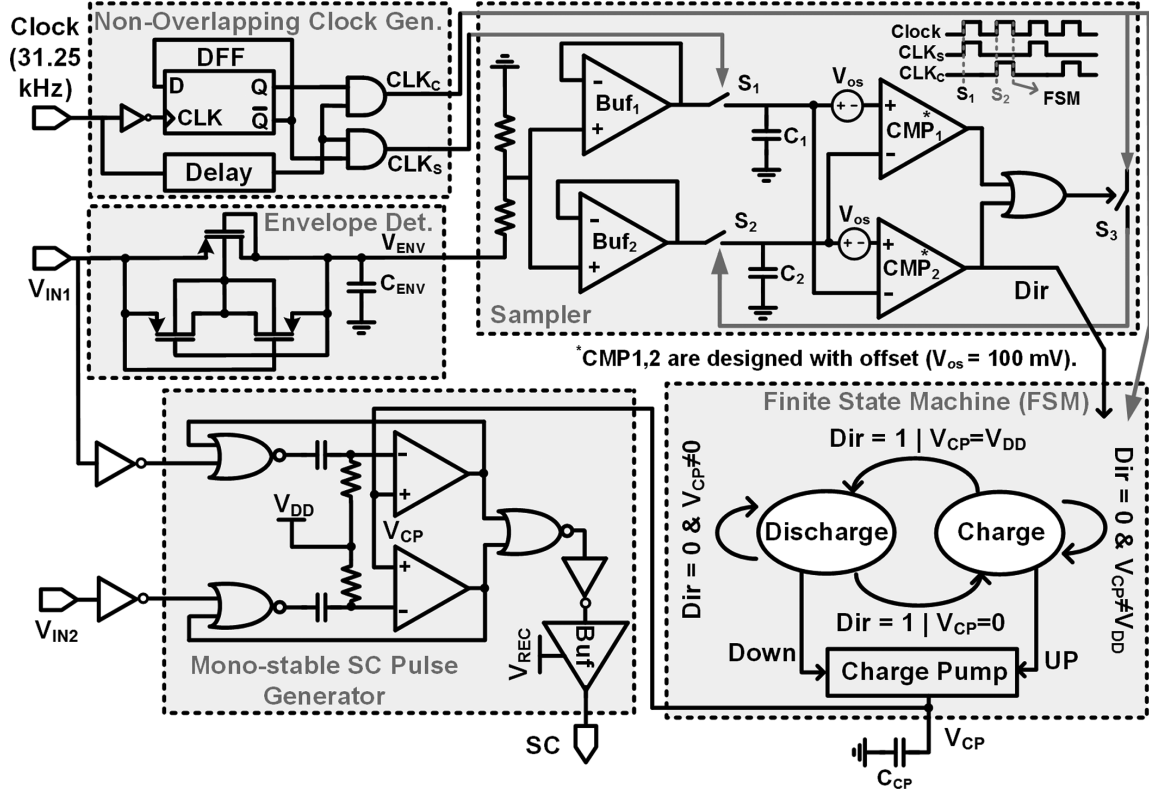 Non-Overlapping Clock Gen.
Clock
(31.25
kHz)
DFF
D
Q
Q̅
CLK
Delay
CLKC
CLKS
Envelope Det.
VIN1
VENV
CENV
Buf1
-
+
Buf2
-
+
S1
S2
C1
C2
Vos
+ -
Vos
+ -
+
-
CMP1*
+
-
CMP2*
Clock
CLKS
CLKC
S1 S2 FSM
S3
Dir
Sampler
*CMP1,2 are designed with offset (Vos = 100 mV).
Finite State Machine (FSM)
Dir = 1 | VCP=VDD
Dir = 0 & VCP≠0
Discharge
Charge
Dir = 0 & VCP≠VDD
Dir = 1 | VCP=0
Down
UP
Charge Pump
VCP
CCP
VDD
-
+
VCP
+
-
VIN2
Mono-stable SC Pulse
Generator
VREC
Buf
SC